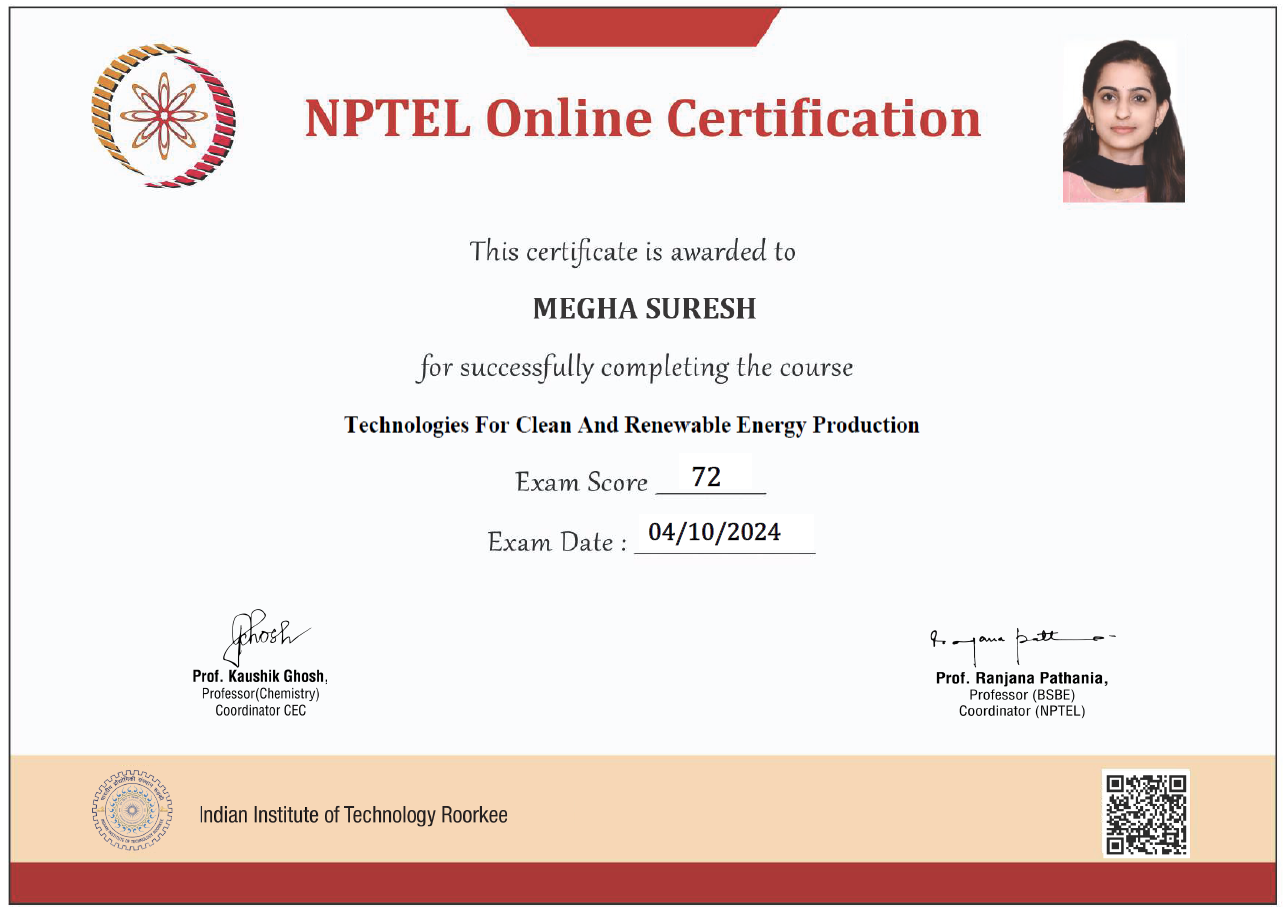 NPTEL Online Certification
This certificate is awarded to
MEGHA SURESH
for successfully completing the course
Technologies For Clean And Renewable Energy Production
Exam Score 72
Exam Date : 04/10/2024
Ghosh
Prof. Kaushik Ghosh,
Professor(Chemistry)
Coordinator CEC
Prof. Ranjana Pathania,
Professor (BSBE)
Coordinator (NPTEL)
Indian Institute of Technology Roorkee